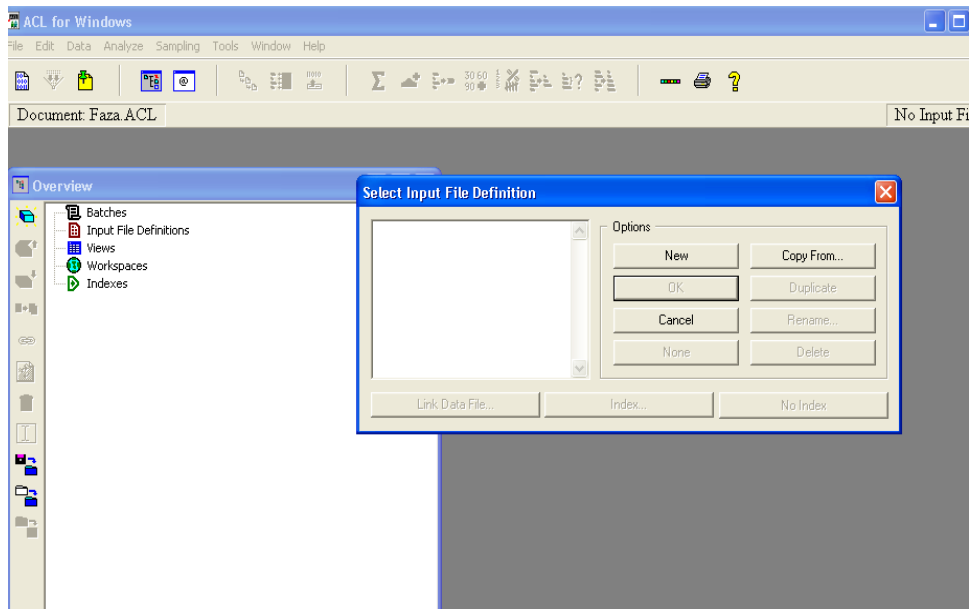 ACL for Windows
File Edit Data Analyze Sampling Tools Window Help
Document: Faza.ACL No Input Fi
Overview
Batches
Input File Definitions
Views
Workspaces
Indexes
Select Input File Definition
Options
New Copy From...
OK Duplicate
Cancel Rename...
None Delete
Link Data File... Index... No Index